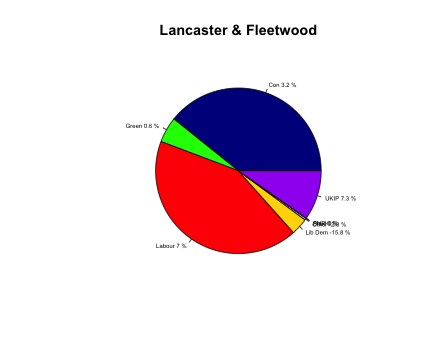 Lancaster & Fleetwood
Con 3.2 %
Green 0.6 %
UKIP 7.3 %
Lib Dem -15.8 %
Labour 7 %